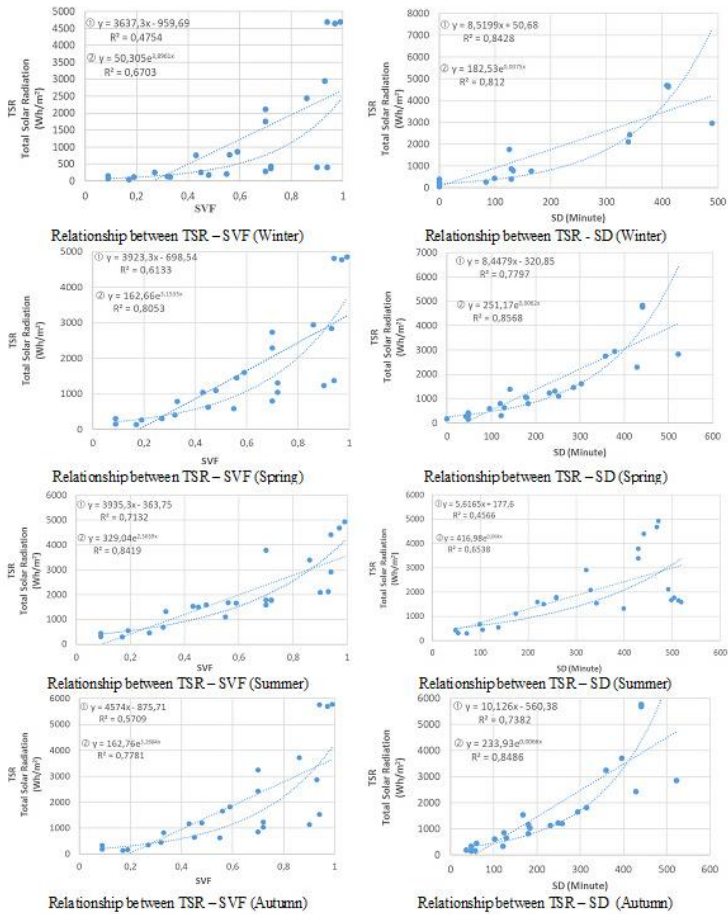 ① y = 3637,3x - 959,69
R² = 0,4754
② y = 50,305e^3,8961x
R² = 0,6703
TSR
Total Solar Radiation
(Wh/m²)
5000
4500
4000
3500
3000
2500
2000
1500
1000
500
0
0 0,2 0,4 0,6 0,8 1
SVF
Relationship between TSR – SVF (Winter)
① y = 8,5199x + 50,68
R² = 0,8428
② y = 182,53e^0,0075x
R² = 0,812
TSR
Total Solar Radiation
(Wh/m²)
8000
7000
6000
5000
4000
3000
2000
1000
0
0 100 200 300 400 500
SD (Minute)
Relationship between TSR - SD (Winter)
① y = 3923,3x - 698,54
R² = 0,6133
② y = 162,66e
R² = 0,8053
TSR
Total Solar Radiation
(Wh/m²)
6000
5000
4000
3000
2000
1000
0
0 0,2 0,4 0,6 0,8 1
SVF
Relationship between TSR – SVF (Spring)
① y = 8,4479x - 320,85
R² = 0,7797
② y = 251,17e^0,0062x
R² = 0,8568
TSR
Total Solar Radiation
(Wh/m²)
7000
6000
5000
4000
3000
2000
1000
0
0 100 200 300 400 500 600
SD (Minute)
Relationship between TSR – SD (Spring)
① y = 3935,3x - 363,75
R² = 0,7132
② y = 329,04e
R² = 0,8419
TSR
Total Solar Radiation
(Wh/m²)
6000
5000
4000
3000
2000
1000
0
0 0,2 0,4 0,6 0,8 1
SVF
Relationship between TSR – SVF (Summer)
① y = 5,6165x + 177,6
R² = 0,4566
② y = 416,98e
R² = 0,6538
TSR
Total Solar Radiation
(Wh/m²)
6000
5000
4000
3000
2000
1000
0
0 100 200 300 400 500 600
SD (Minute)
Relationship between TSR – SD (Summer)
① y = 4574x - 875,71
R² = 0,5709
② y = 162,76e
R² = 0,7781
TSR
Total Solar Radiation
(Wh/m²)
7000
6000
5000
4000
3000
2000
1000
0
0 0,2 0,4 0,6 0,8 1
SVF
Relationship between TSR – SVF (Autumn)
① y = 10,126x - 560,38
R² = 0,7382
② y = 233,93e
R² = 0,8486
TSR
Total Solar Radiation
(Wh/m²)
6000
5000
4000
3000
2000
1000
0
0 100 200 300 400 500 600
SD (Minute)
Relationship between TSR – SD (Autumn)